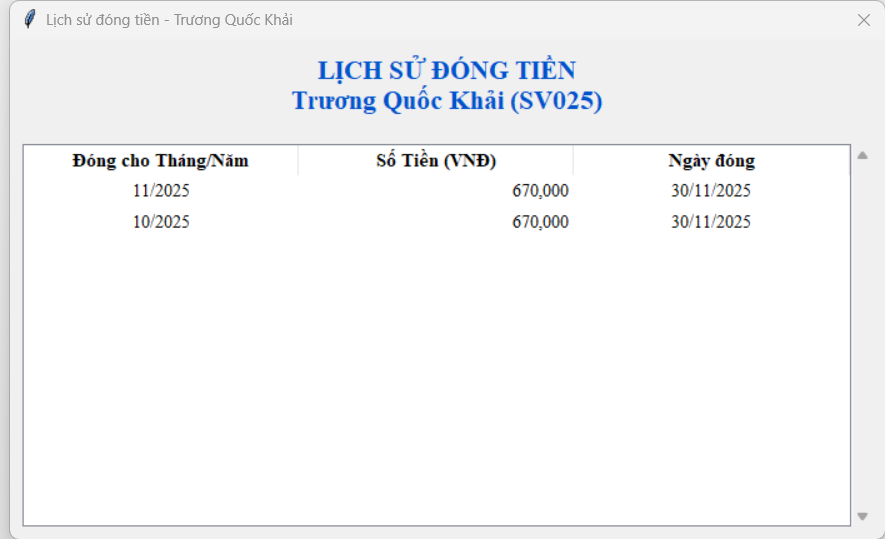 Lịch sử đóng tiền - Trương Quốc Khải
LỊCH SỬ ĐÓNG TIỀN
Trương Quốc Khải (SV025)
Đóng cho Tháng/Năm Số Tiền (VNĐ) Ngày đóng
11/2025 670,000 30/11/2025
10/2025 670,000 30/11/2025